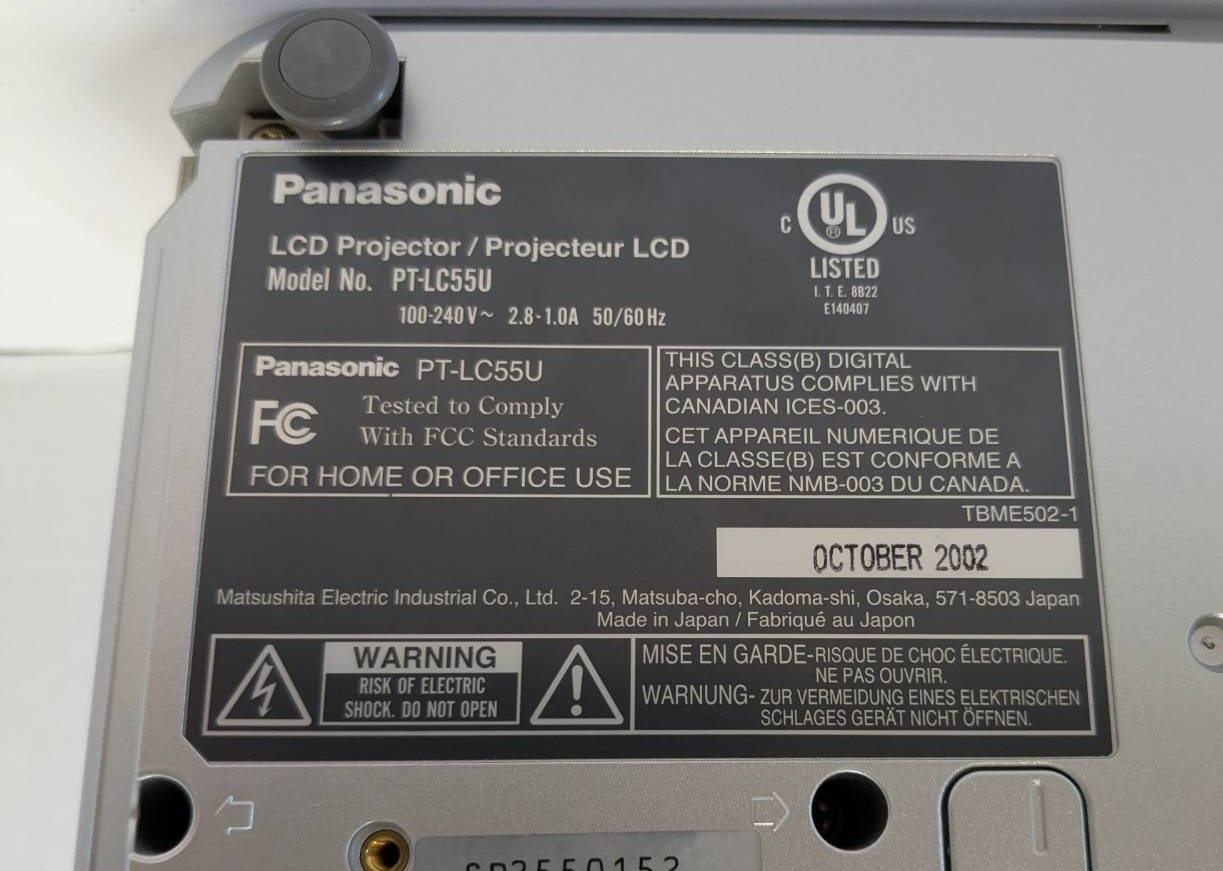 Panasonic
LCD Projector / Projecteur LCD
Model No. PT-LC55U
100-240V~ 2.8-1.0A 50/60Hz
C UL® US
LISTED
I. T. E. 8B22
E140407
Panasonic PT-LC55U
FC Tested to Comply
With FCC Standards
FOR HOME OR OFFICE USE
THIS CLASS(B) DIGITAL
APPARATUS COMPLIES WITH
CANADIAN ICES-003.
CET APPAREIL NUMERIQUE DE
LA CLASSE(B) EST CONFORME A
LA NORME NMB-003 DU CANADA.
TBME502-1
OCTOBER 2002
Matsushita Electric Industrial Co., Ltd. 2-15, Matsuba-cho, Kadoma-shi, Osaka, 571-8503 Japan
Made in Japan / Fabriqué au Japon
WARNING
RISK OF ELECTRIC
SHOCK. DO NOT OPEN
MISE EN GARDE-RISQUE DE CHOC ÉLECTRIQUE.
NE PAS OUVRIR.
WARNUNG- ZUR VERMEIDUNG EINES ELEKTRISCHEN
SCHLAGES GERÄT NICHT ÖFFNEN.